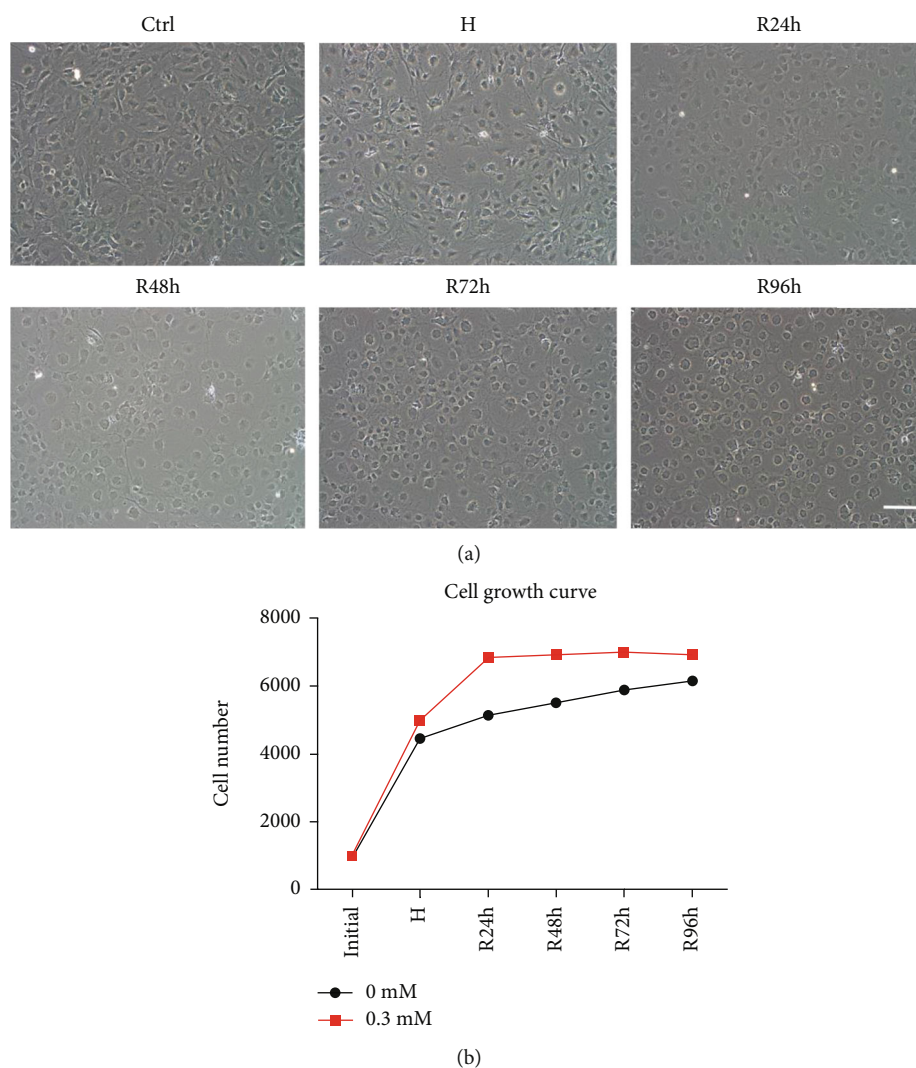 Ctrl
H
R24h
R48h
R72h
R96h
(a)
Cell growth curve
8000
6000
4000
2000
0
Cell number
Initial
H
R24h
R48h
R72h
R96h
0 mM
0.3 mM
(b)